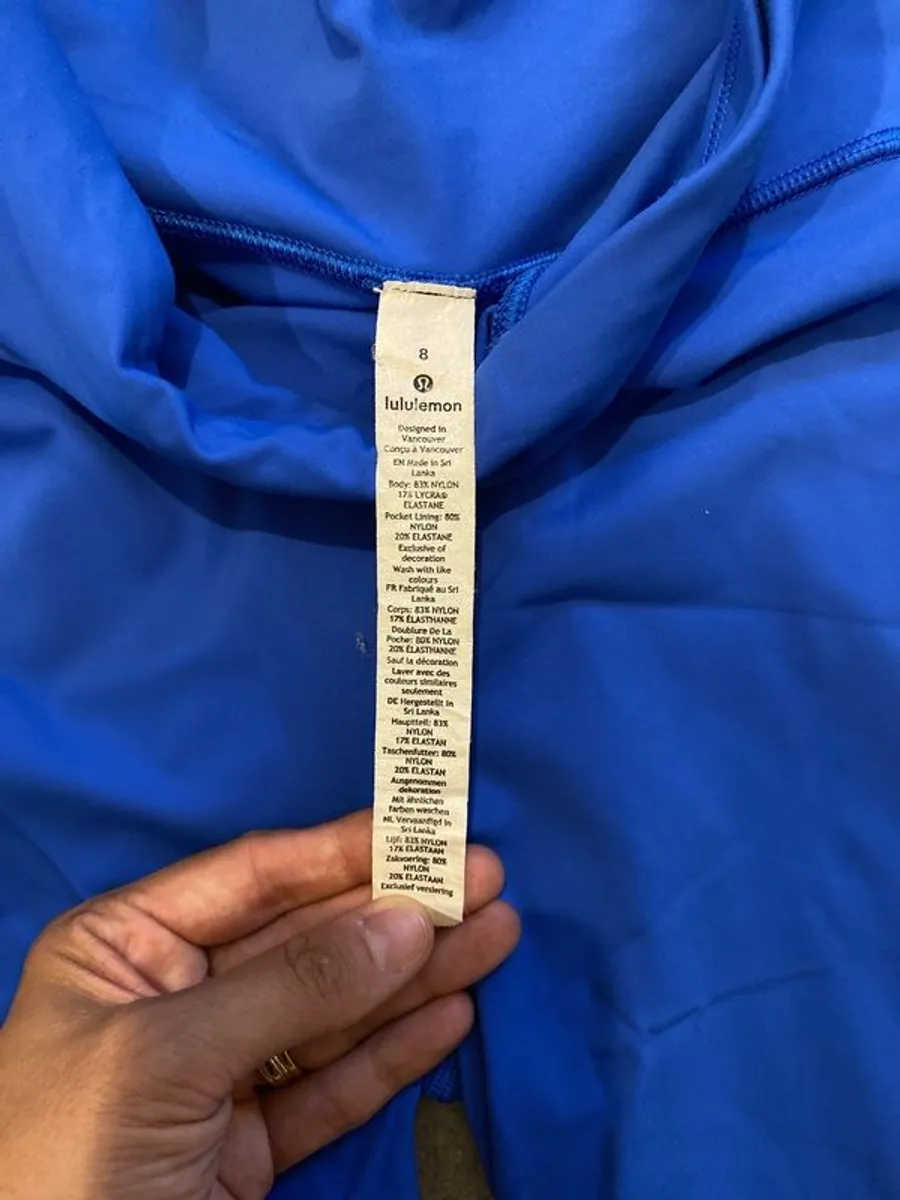 8
lululemon
Designed in
Vancouver
Conçu à Vancouver
EN Made in Sri
Lanka
Body: 83% NYLON
17% LYCRA®
ELASTANE
Pocket Lining: 80%
NYLON
20% ELASTANE
Exclusive of
decoration
Wash with like
colours
FR Fabriqué au Sri
Lanka
Corps: 83% NYLON
17% ÉLASTHANNE
Doublure De La
Poche: 80% NYLON
20% ÉLASTHANNE
Sauf la décoration
Laver avec des
couleurs similaires
seulement
DE Hergestellt in
Sri Lanka
Hauptteil: 83%
NYLON
17% ELASTAN
Taschenfutter: 80%
NYLON
20% ELASTAN
Ausgenommen
dekoration
Mit ähnlichen
farben waschen
NL Vervaardigd in
Sri Lanka
Lijf: 83% NYLON
17% ELASTAAN
Zakvoering: 80%
NYLON
20% ELASTAAN
Exclusief versiering